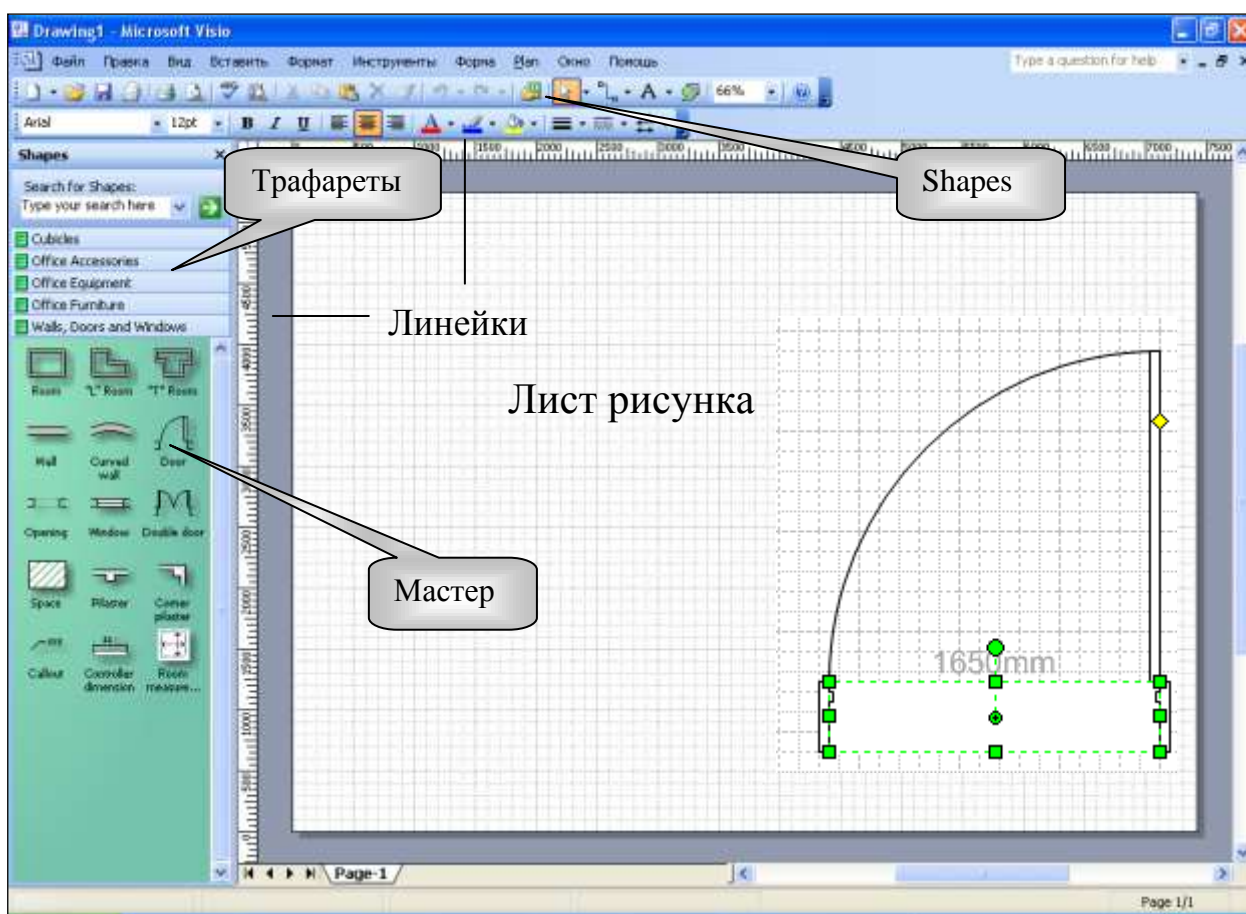 Drawing1 - Microsoft Visio
Файл Правка Вид Вставить Формат Инструменты Форма Plan Окно Помощь Type a question for help
66%
Arial 12pt B I U A
Shapes
Search for Shapes:
Type your search here
Cubicles
Office Accessories
Office Equipment
Office Furniture
Walls, Doors and Windows
Room "L" Room "T" Room
Wall Curved wall Door
Opening Window Double door
Space Pilaster Corner pilaster
Callout Controller dimension Room measure...
Трафареты
Shapes
Линейки
Лист рисунка
Мастер
1650mm
Page-1
Page 1/1